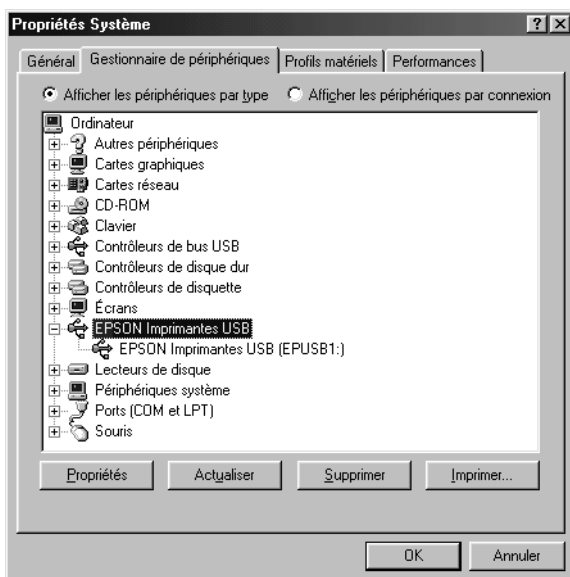 Propriétés Système
Général Gestionnaire de périphériques Profils matériels Performances
Afficher les périphériques par type Afficher les périphériques par connexion
Ordinateur
Autres périphériques
Cartes graphiques
Cartes réseau
CD-ROM
Clavier
Contrôleurs de bus USB
Contrôleurs de disque dur
Contrôleurs de disquette
Écrans
EPSON Imprimantes USB
EPSON Imprimantes USB (EPUSB1:)
Lecteurs de disque
Périphériques système
Ports (COM et LPT)
Souris
Propriétés Actualiser Supprimer Imprimer...
OK Annuler